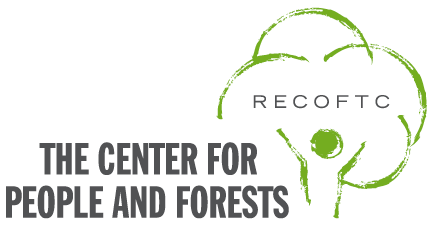 RECOFTC
THE CENTER FOR
PEOPLE AND FORESTS